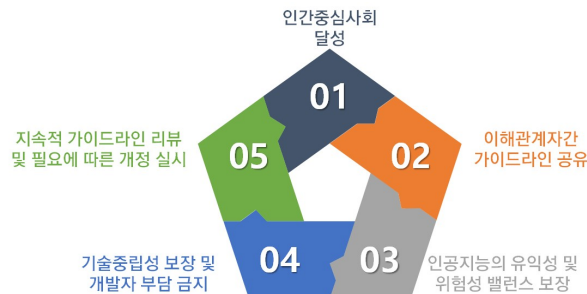 인간중심사회
달성
01
02
이해관계자간
가이드라인 공유
03
인공지능의 유익성 및
위험성 밸런스 보장
04
기술중립성 보장 및
개발자 부담 금지
05
지속적 가이드라인 리뷰
및 필요에 따른 개정 실시